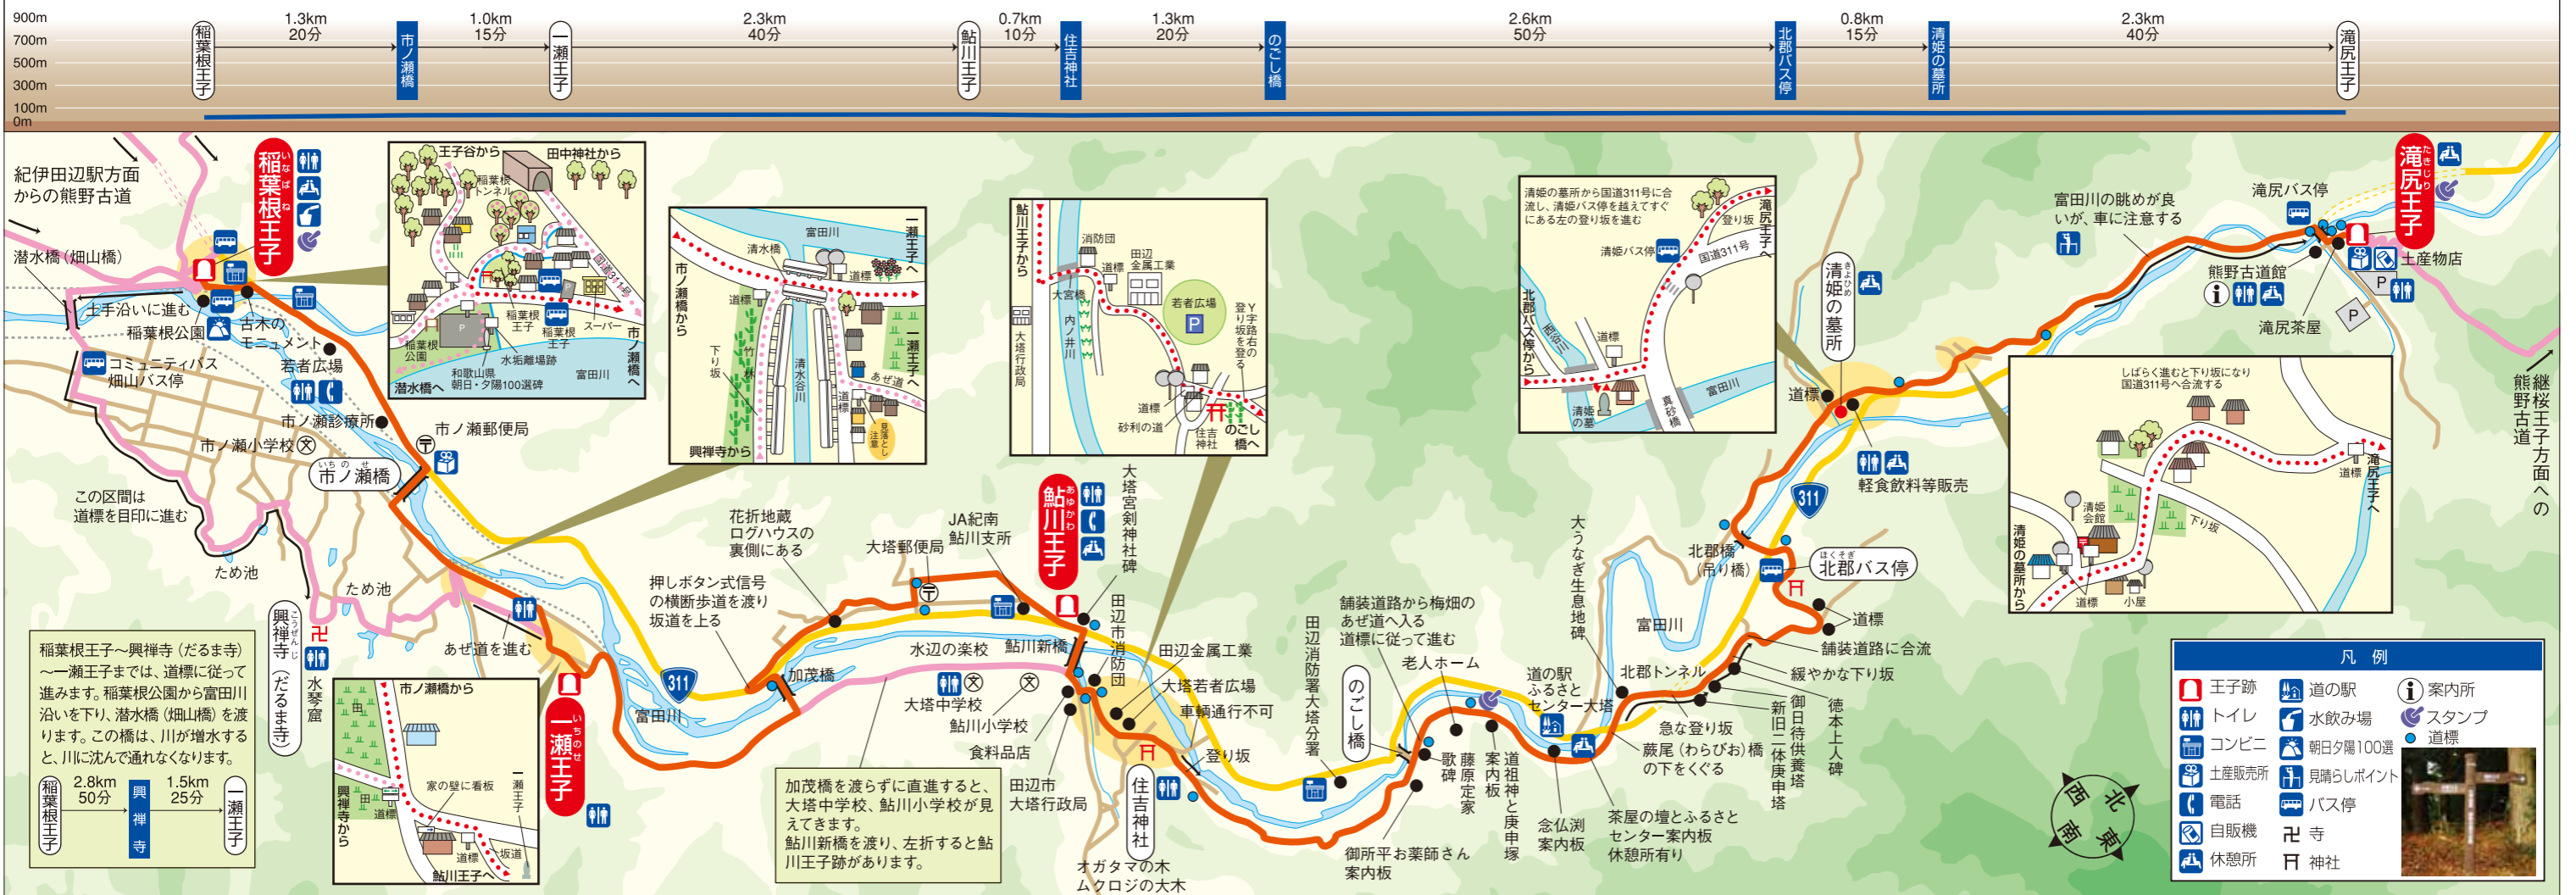 900m
700m
500m
300m
100m
0m
1.3km
20分
1.0km
15分
2.3km
40分
0.7km
10分
1.3km
20分
2.6km
50分
0.8km
15分
2.3km
40分
稲葉根王子
市ノ瀬橋
一瀬王子
鮎川王子
住吉神社
のごし橋
北郡バス停
清姫の墓所
滝尻王子
紀伊田辺駅方面
からの熊野古道
稲葉根王子
いなばね
潜水橋(畑山橋)
土手沿いに進む
稲葉根公園
古木の
モニュメント
コミュニティバス
畑山バス停
若者広場
市ノ瀬診療所
市ノ瀬小学校
文
市ノ瀬郵便局
いちのせ
市ノ瀬橋
この区間は
道標を目印に進む
ため池
ため池
興禅寺(だるま寺)
こうぜんじ
水琴窟
あぜ道を進む
一瀬王子
いちのせ
王子谷から
田中神社から
稲葉根
トンネル
国道311号
稲葉根
王子
稲葉根
王子
スーパー
市ノ瀬橋へ
P
P
稲葉根
公園
水垢離場跡
和歌山県
朝日・夕陽100選碑
富田川
潜水橋へ
富田川
一瀬王子へ
清水橋
道標
市ノ瀬橋から
道標
下り坂
竹林
清水谷川
一瀬王子へ
あぜ道
道標
見落とし
注意
興禅寺から
鮎川王子から
消防団
道標
田辺
金属工業
大宮橋
内ノ井川
大塔行政局
若者広場
P
Y字路右の
登り坂を登る
道標
砂利の道
住吉
神社
のごし
橋へ
清姫の墓所から国道311号に合
流し、清姫バス停を越えてすぐ
にある左の登り坂を進む
登り坂
滝尻王子へ
清姫バス停
国道311号
北郡バス停から
西谷川
道標
清姫
の墓
真砂橋
富田川
しばらく進むと下り坂になり
国道311号へ合流する
道標
滝尻王子へ
清姫
会館
下り坂
清姫の墓所から
道標
小屋
市ノ瀬橋から
田
家の壁に看板
一瀬王子
興禅寺から
田
道標
道標
坂道
鮎川王子へ
稲葉根王子～興禅寺(だるま寺)
～一瀬王子までは、道標に従って
進みます。稲葉根公園から富田川
沿いを下り、潜水橋(畑山橋)を渡
ります。この橋は、川が増水する
と、川に沈んで通れなくなります。
稲葉根王子
2.8km
50分
興禅寺
1.5km
25分
一瀬王子
311
富田川
押しボタン式信号
の横断歩道を渡り
坂道を上る
花折地蔵
ログハウスの
裏側にある
加茂橋
大塔郵便局
JA紀南
鮎川支所
鮎川王子
あゆかわ
大塔宮剣神社碑
水辺の楽校
鮎川新橋
大塔中学校
文
鮎川小学校
文
食料品店
田辺市
大塔行政局
田辺市消防団
田辺金属工業
大塔若者広場
車輌通行不可
登り坂
住吉神社
オガタマの木
ムクロジの大木
加茂橋を渡らずに直進すると、
大塔中学校、鮎川小学校が見
えてきます。
鮎川新橋を渡り、左折すると鮎
川王子跡があります。
田辺消防署大塔分署
のごし橋
舗装道路から梅畑の
あぜ道へ入る
道標に従って進む
老人ホーム
藤原定家
歌碑
道祖神と庚申塚
案内板
御所平お薬師さん
案内板
道の駅
ふるさと
センター大塔
念仏渕
案内板
茶屋の壇とふるさと
センター案内板
休憩所有り
大うなぎ生息地碑
富田川
北郡トンネル
急な登り坂
蕨尾(わらびお)橋
の下をくぐる
新旧二体庚申塔
御日待供養塔
徳本上人碑
緩やかな下り坂
舗装道路に合流
道標
北郡橋
(吊り橋)
ほくそぎ
北郡バス停
311
清姫の墓所
きよひめ
道標
軽食飲料等販売
富田川の眺めが良
いが、車に注意する
滝尻バス停
滝尻王子
たきじり
熊野古道館
土産物店
滝尻茶屋
P
P
継桜王子方面への
熊野古道
西
北
南
東
凡 例
王子跡
トイレ
コンビニ
土産販売所
電話
自販機
休憩所
道の駅
水飲み場
朝日夕陽100選
見晴らしポイント
バス停
寺
神社
案内所
スタンプ
道標